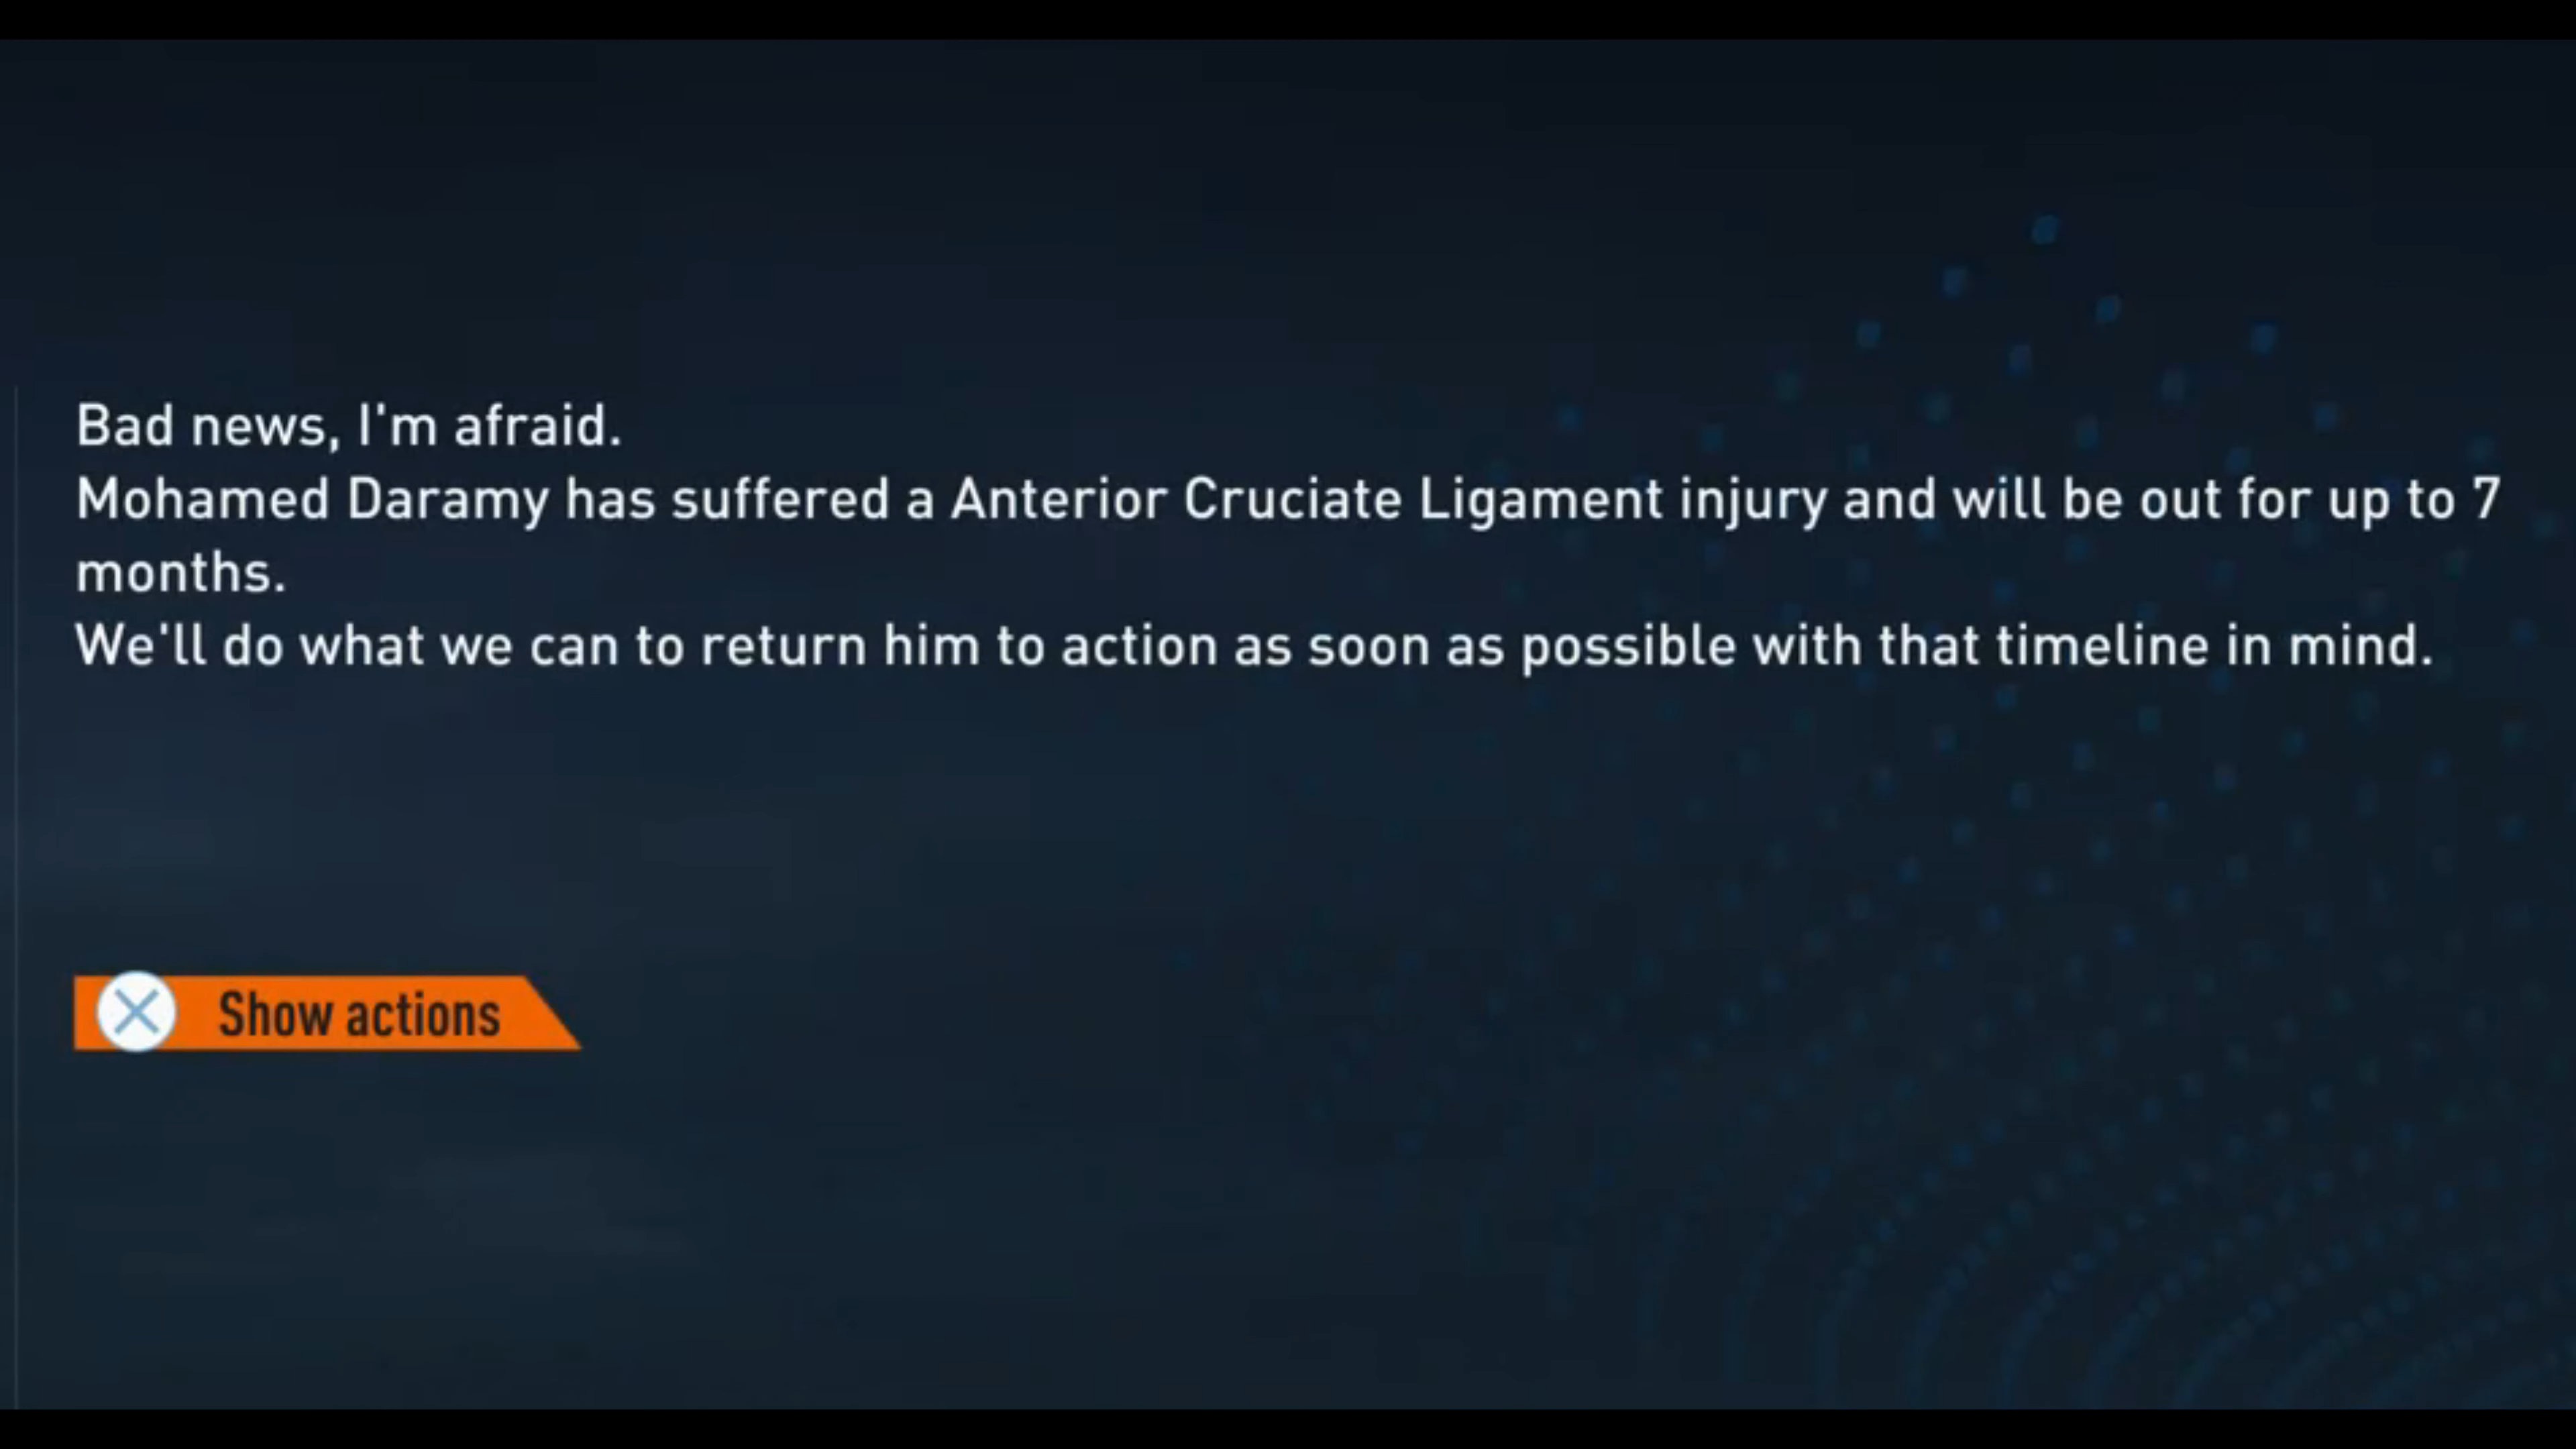 Bad news, I'm afraid.
Mohamed Daramy has suffered a Anterior Cruciate Ligament injury and will be out for up to 7
months.
We'll do what we can to return him to action as soon as possible with that timeline in mind.
Show actions